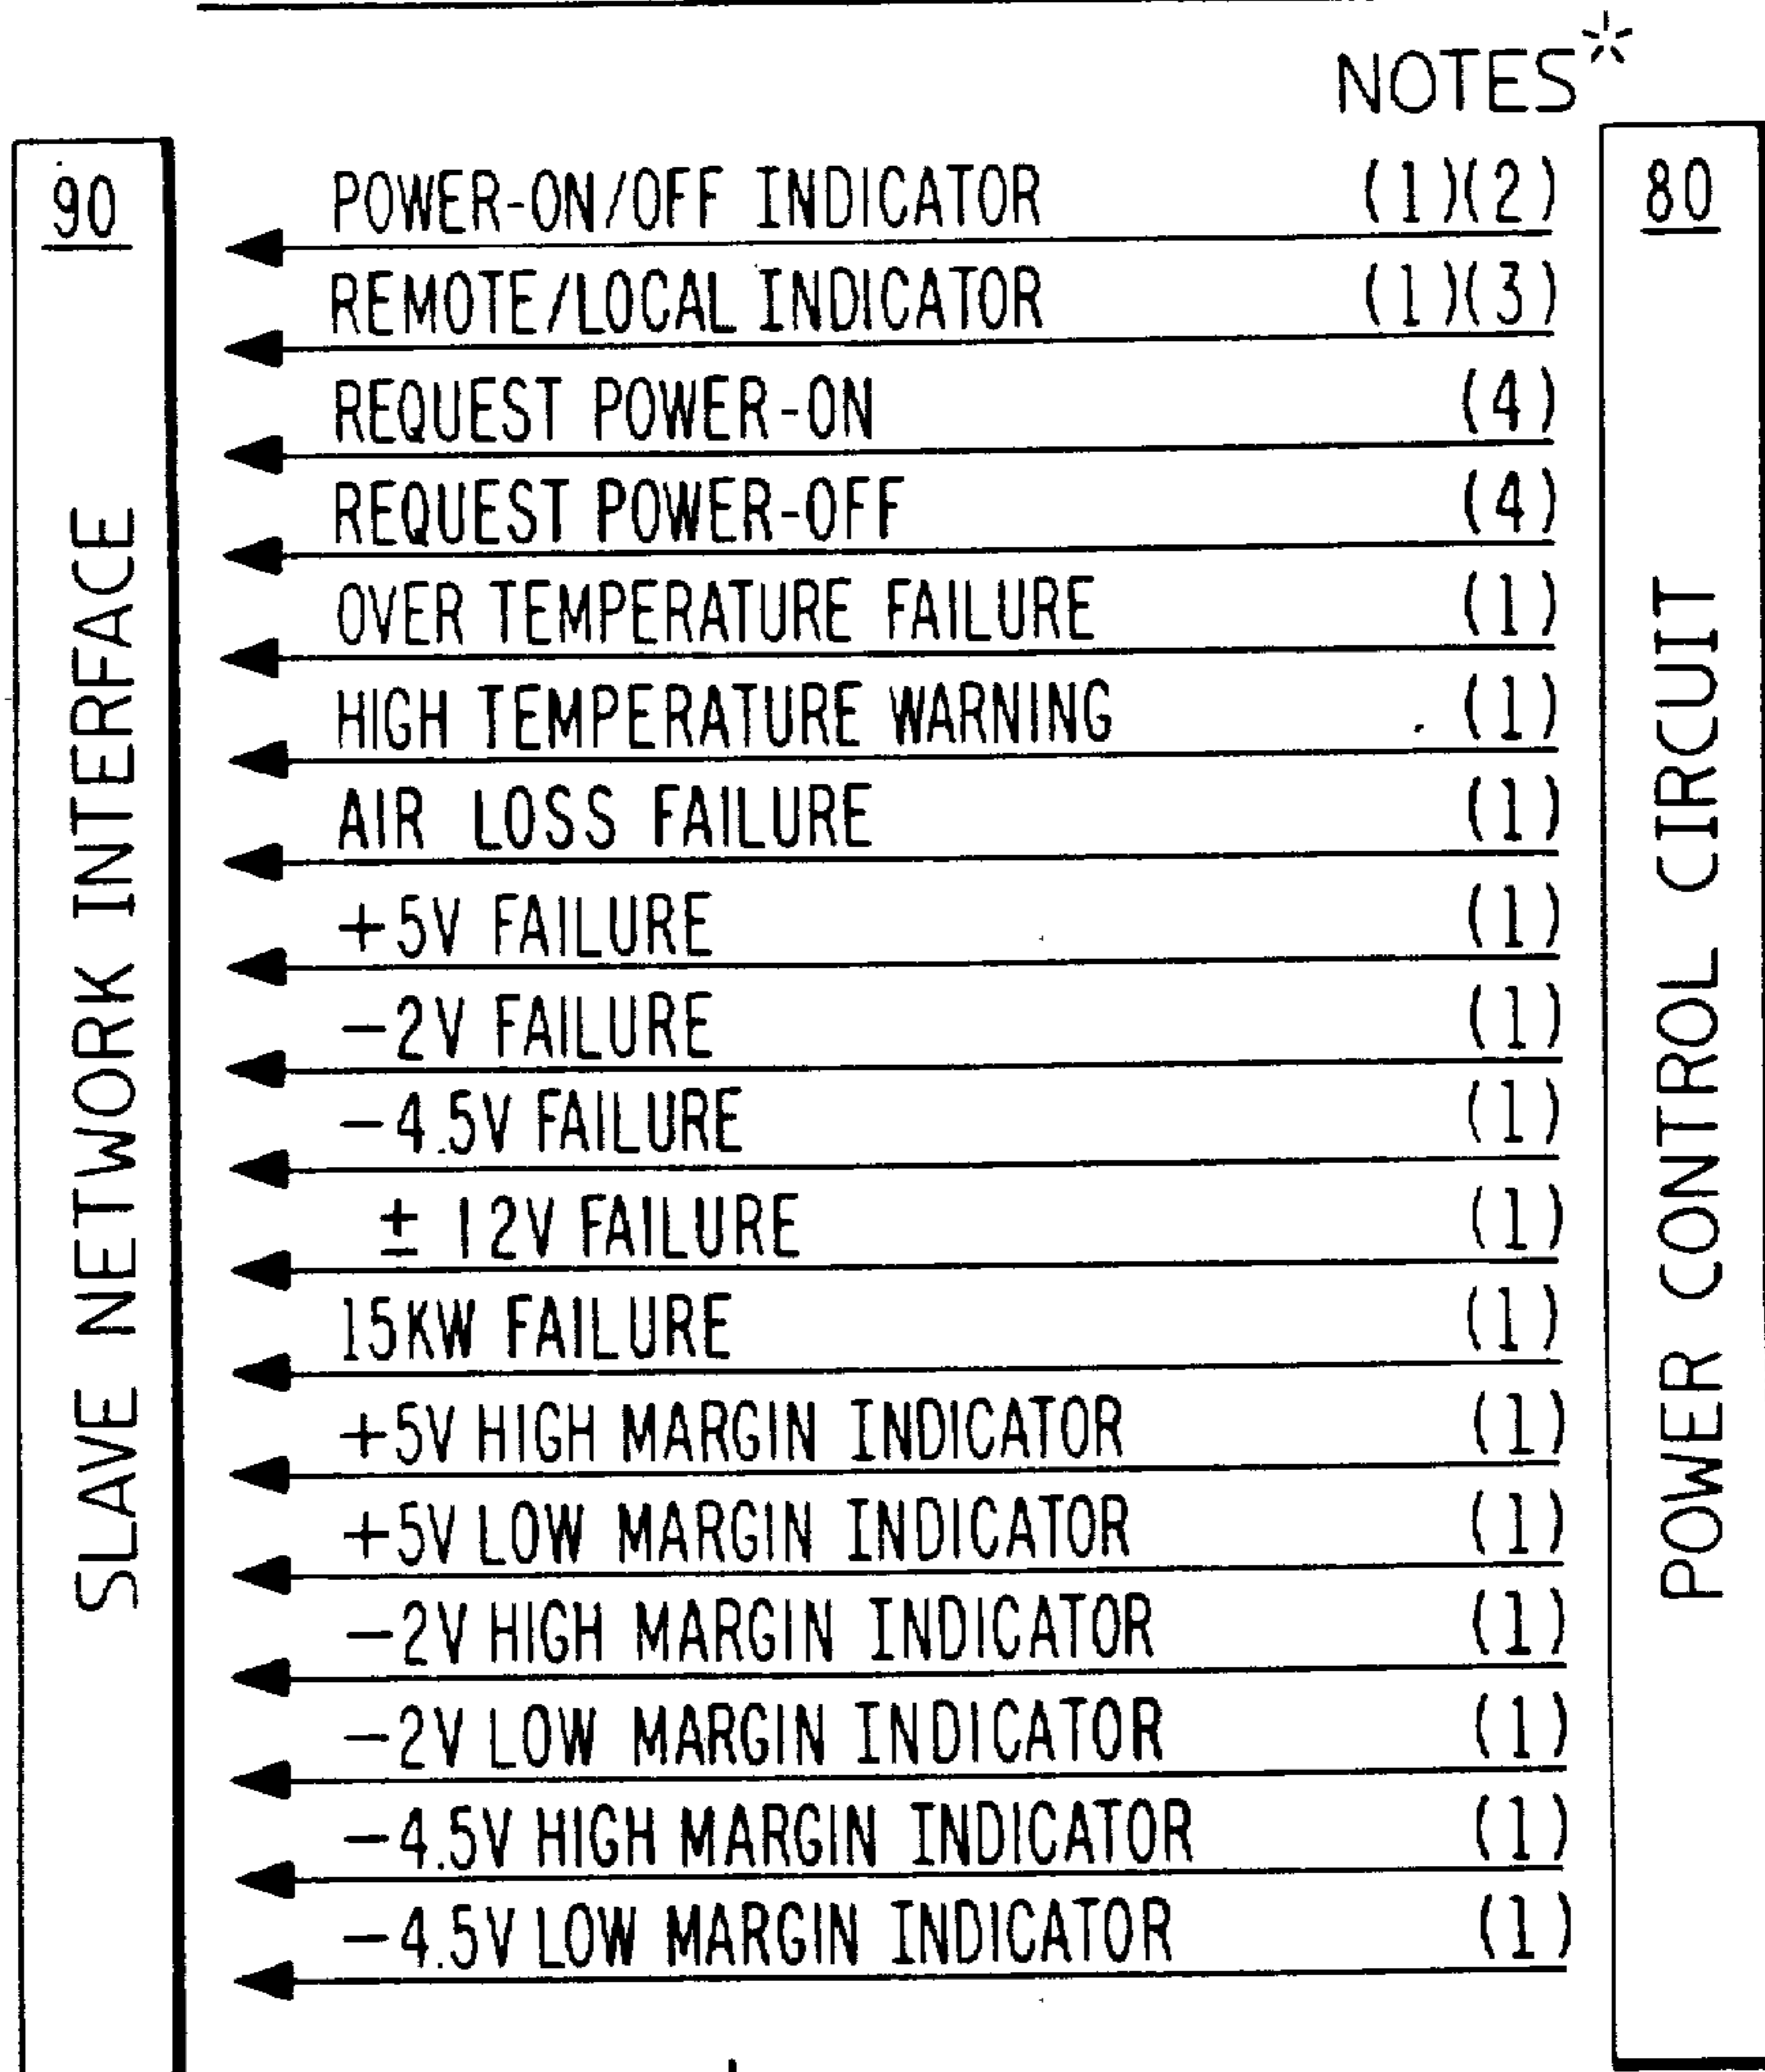 NOTES*
90
POWER-ON/OFF INDICATOR (1)(2)
80
REMOTE/LOCAL INDICATOR (1)(3)
REQUEST POWER-ON (4)
REQUEST POWER-OFF (4)
OVER TEMPERATURE FAILURE (1)
HIGH TEMPERATURE WARNING (1)
AIR LOSS FAILURE (1)
+5V FAILURE (1)
-2V FAILURE (1)
-4.5V FAILURE (1)
± 12V FAILURE (1)
15KW FAILURE (1)
+5V HIGH MARGIN INDICATOR (1)
+5V LOW MARGIN INDICATOR (1)
-2V HIGH MARGIN INDICATOR (1)
-2V LOW MARGIN INDICATOR (1)
-4.5V HIGH MARGIN INDICATOR (1)
-4.5V LOW MARGIN INDICATOR (1)
SLAVE NETWORK INTERFACE
POWER CONTROL CIRCUIT